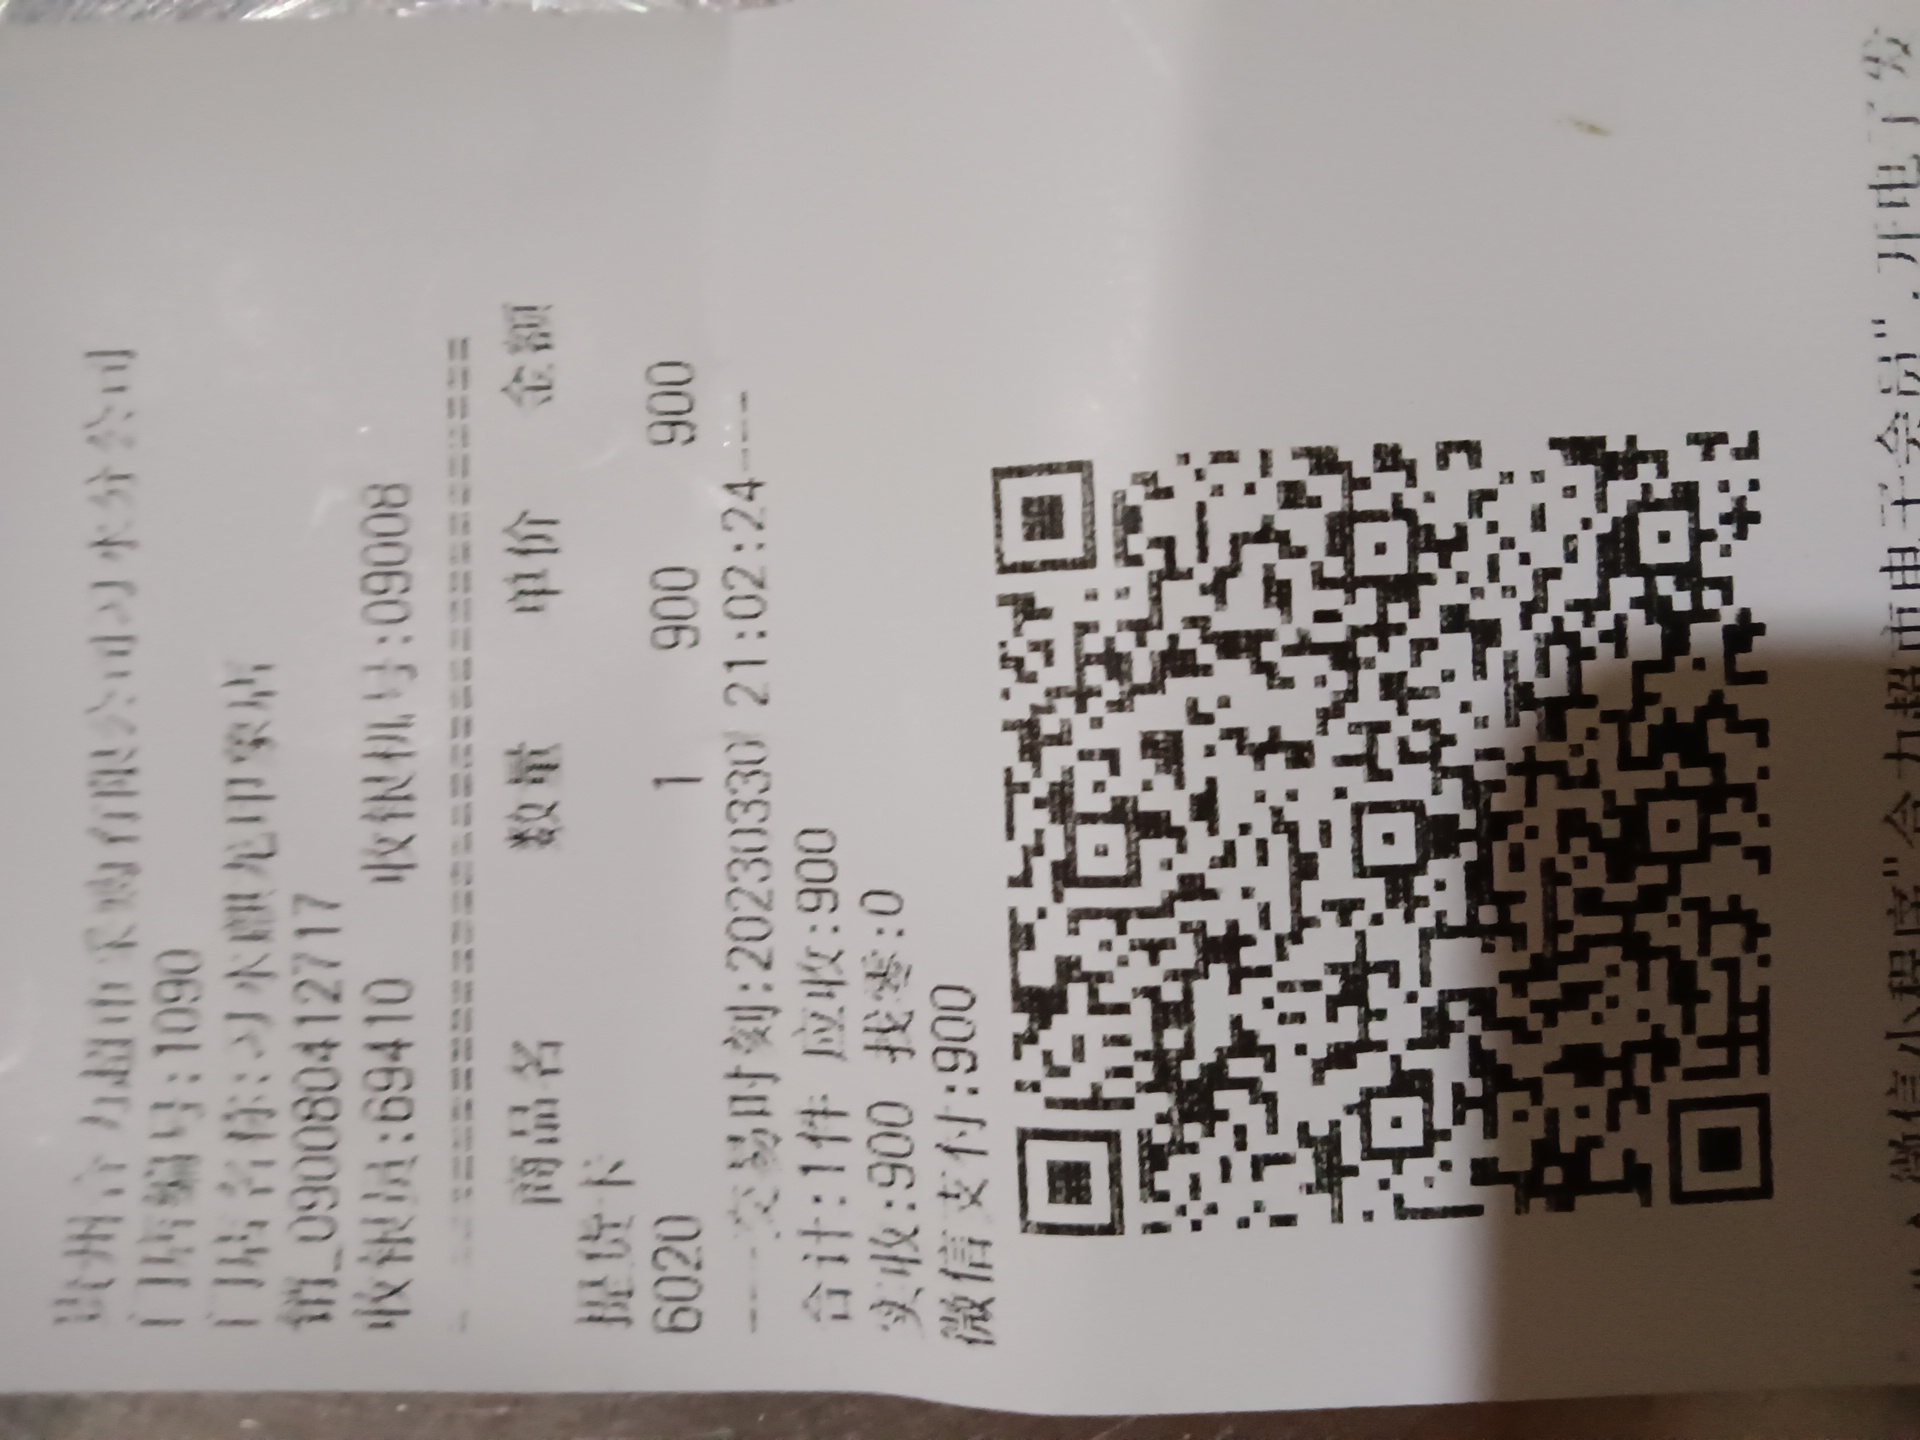 贵州合力超市采购有限公司习水分公司
门店编号:1090
门店名称:习水麒龙印象店
销_0900804127​17
收银员:69410 收银机号:09008
商品名 数量 单价 金额
提货卡
6020 1 900 900
----交易时刻:20230330 21:02:24----
合计:1件 应收:900
实收:900 找零:0
微信支付:900
微信小程序"合力超市电子会员",开电子发